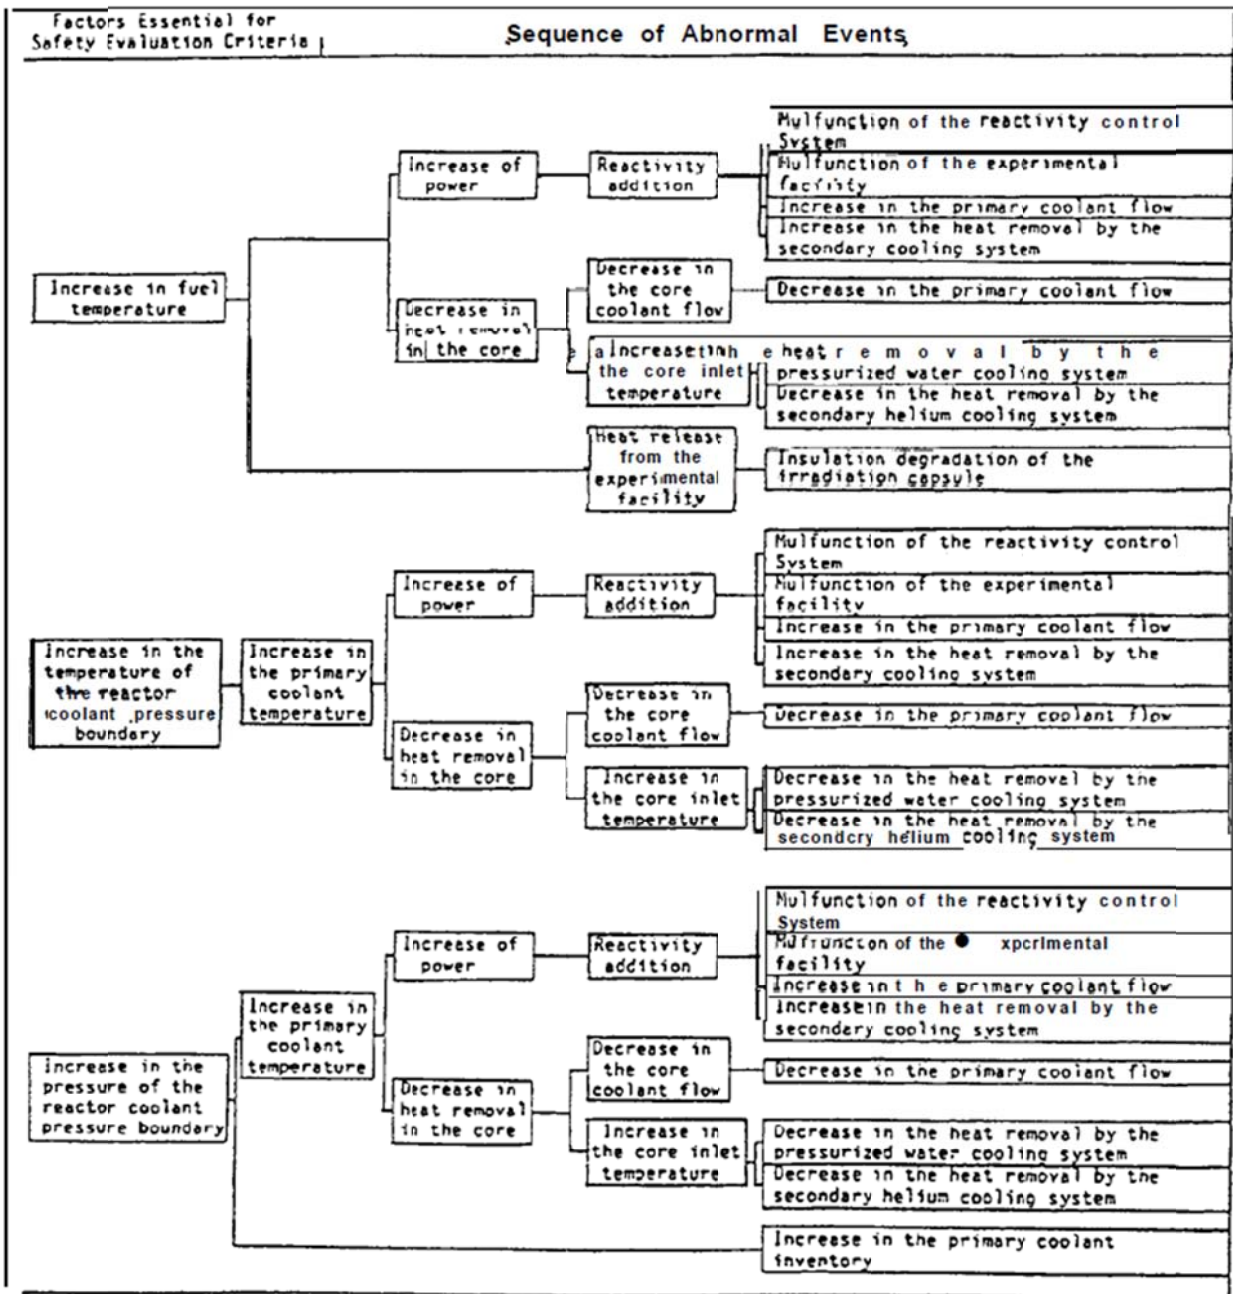 Factors Essential for
Safety Evaluation Criteria
Sequence of Abnormal Events
Mulfunction of the reactivity control
System
Increase of
power
Reactivity
addition
Mulfunction of the experimental
facility
Increase in the primary coolant flow
Increase in the heat removal by the
secondary cooling system
Increase in fuel
temperature
Decrease in
the core
coolant flow
Decrease in the primary coolant flow
Decrease in
heat removal
in the core
Increase in
the core inlet
temperature
heat removal by the
pressurized water cooling system
Decrease in the heat removal by the
secondary helium cooling system
Heat release
from the
experimental
facility
Insulation degradation of the
irradiation capsule
Mulfunction of the reactivity control
System
Increase of
power
Reactivity
addition
Mulfunction of the experimental
facility
Increase in the primary coolant flow
Increase in the heat removal by the
secondary cooling system
Increase in the
temperature of
the reactor
coolant pressure
boundary
Increase in
the primary
coolant
temperature
Decrease in
the core
coolant flow
Decrease in the primary coolant flow
Decrease in
heat removal
in the core
Increase in
the core inlet
temperature
Decrease in the heat removal by the
pressurized water cooling system
Decrease in the heat removal by the
secondcry helium cooling system
Mulfunction of the reactivity control
System
Increase of
power
Reactivity
addition
of the xpcrlmental
facility
Increase in the primary coolant flow
Increase in the heat removal by the
secondary cooling system
Increase in
the primary
coolant
temperature
Increase in the
pressure of the
reactor coolant
pressure boundary
Decrease in
the core
coolant flow
Decrease in the primary coolant flow
Decrease in
heat removal
in the core
Increase in
the core inlet
temperature
Decrease in the heat removal by the
pressurized water cooling system
Decrease in the heat removal by the
secondary helium cooling system
Increase in the primary coolant
inventory